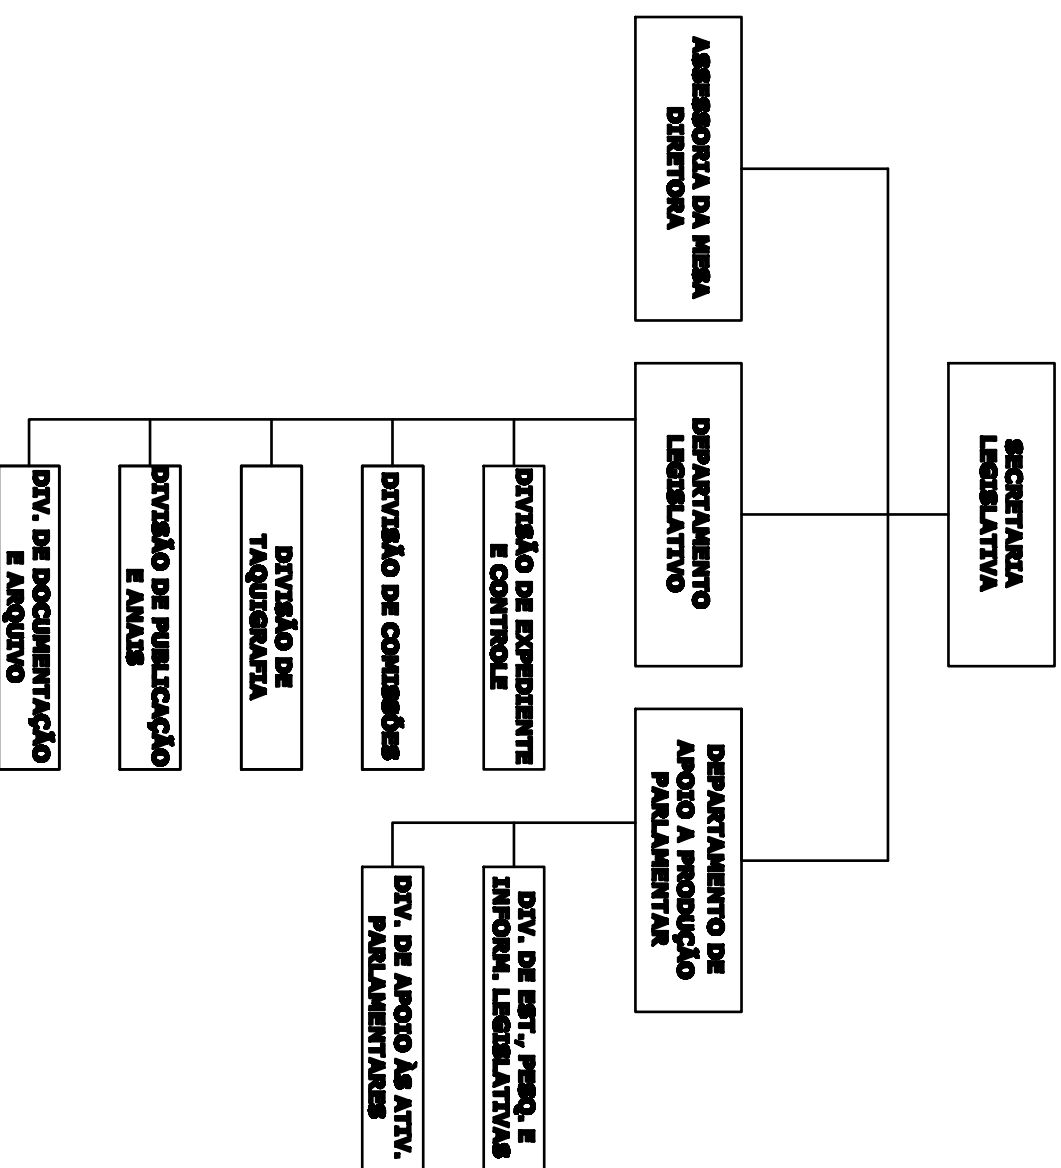 SECRETARIA
LEGISLATIVA
ASSESSORIA DA MESA
DIRETORA
DEPARTAMENTO
LEGISLATIVO
DEPARTAMENTO DE
APOIO A PRODUÇÃO
PARLAMENTAR
DIVISÃO DE EXPEDIENTE
E CONTROLE
DIVISÃO DE COMISSÕES
DIVISÃO DE
TAQUIGRAFIA
DIVISÃO DE PUBLICAÇÃO
E ANAIS
DIV. DE DOCUMENTAÇÃO
E ARQUIVO
DIV. DE EST., PESQ. E
INFORM. LEGISLATIVAS
DIV. DE APOIO ÀS ATIV.
PARLAMENTARES